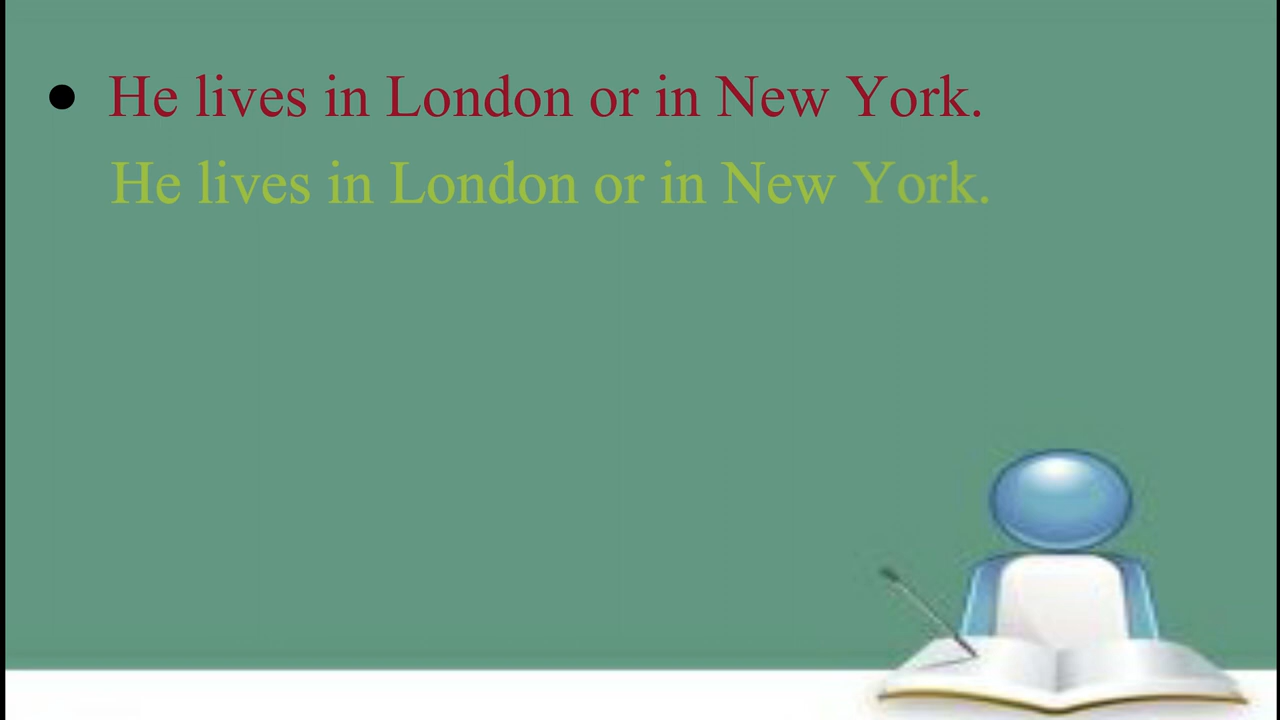 ● He lives in London or in New York.
He lives in London or in New York.